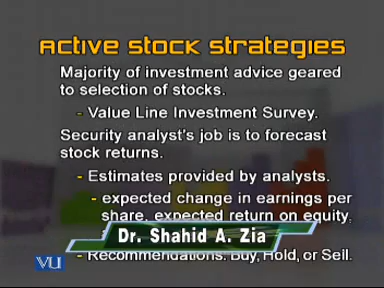 Active Stock Strategies
Majority of investment advice geared
to selection of stocks.
- Value Line Investment Survey.
Security analyst's job is to forecast
stock returns.
- Estimates provided by analysts.
- expected change in earnings per
share, expected return on equity,
Dr. Shahid A. Zia
- Recommendations: Buy, Hold, or Sell.
VU